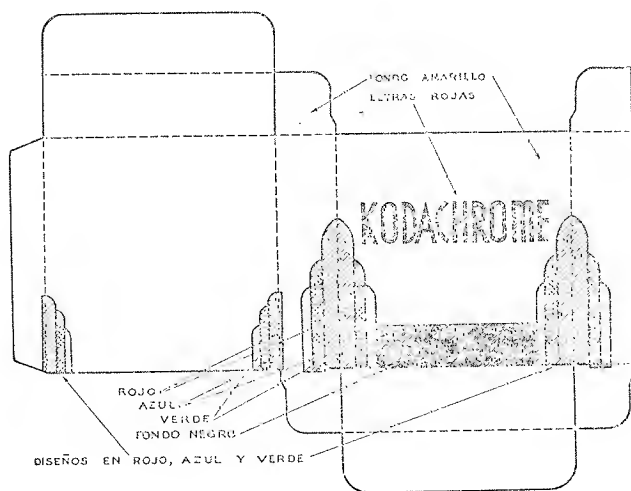 FONDO AMARILLO
LETRAS ROJAS
KODACHROME
ROJO
AZUL
VERDE
FONDO NEGRO
DISEÑOS EN ROJO, AZUL Y VERDE